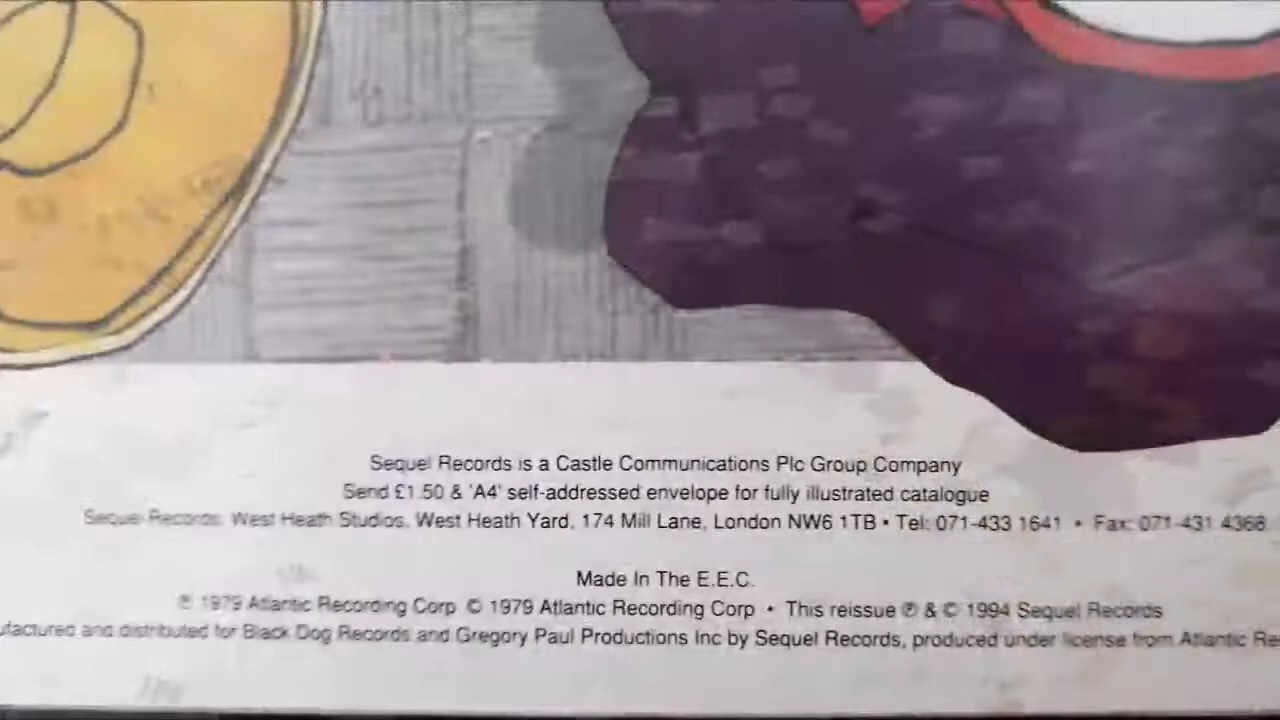 Sequel Records is a Castle Communications Plc Group Company
Send £1.50 & 'A4' self-addressed envelope for fully illustrated catalogue
Sequel Records, West Heath Studios, West Heath Yard, 174 Mill Lane, London NW6 1TB • Tel: 071-433 1641 • Fax: 071-431 4368
Made In The E.E.C.
℗ 1979 Atlantic Recording Corp © 1979 Atlantic Recording Corp • This reissue ℗ & © 1994 Sequel Records
and distributed for Black Dog Records and Gregory Paul Productions Inc by Sequel Records, produced under license from Atlantic